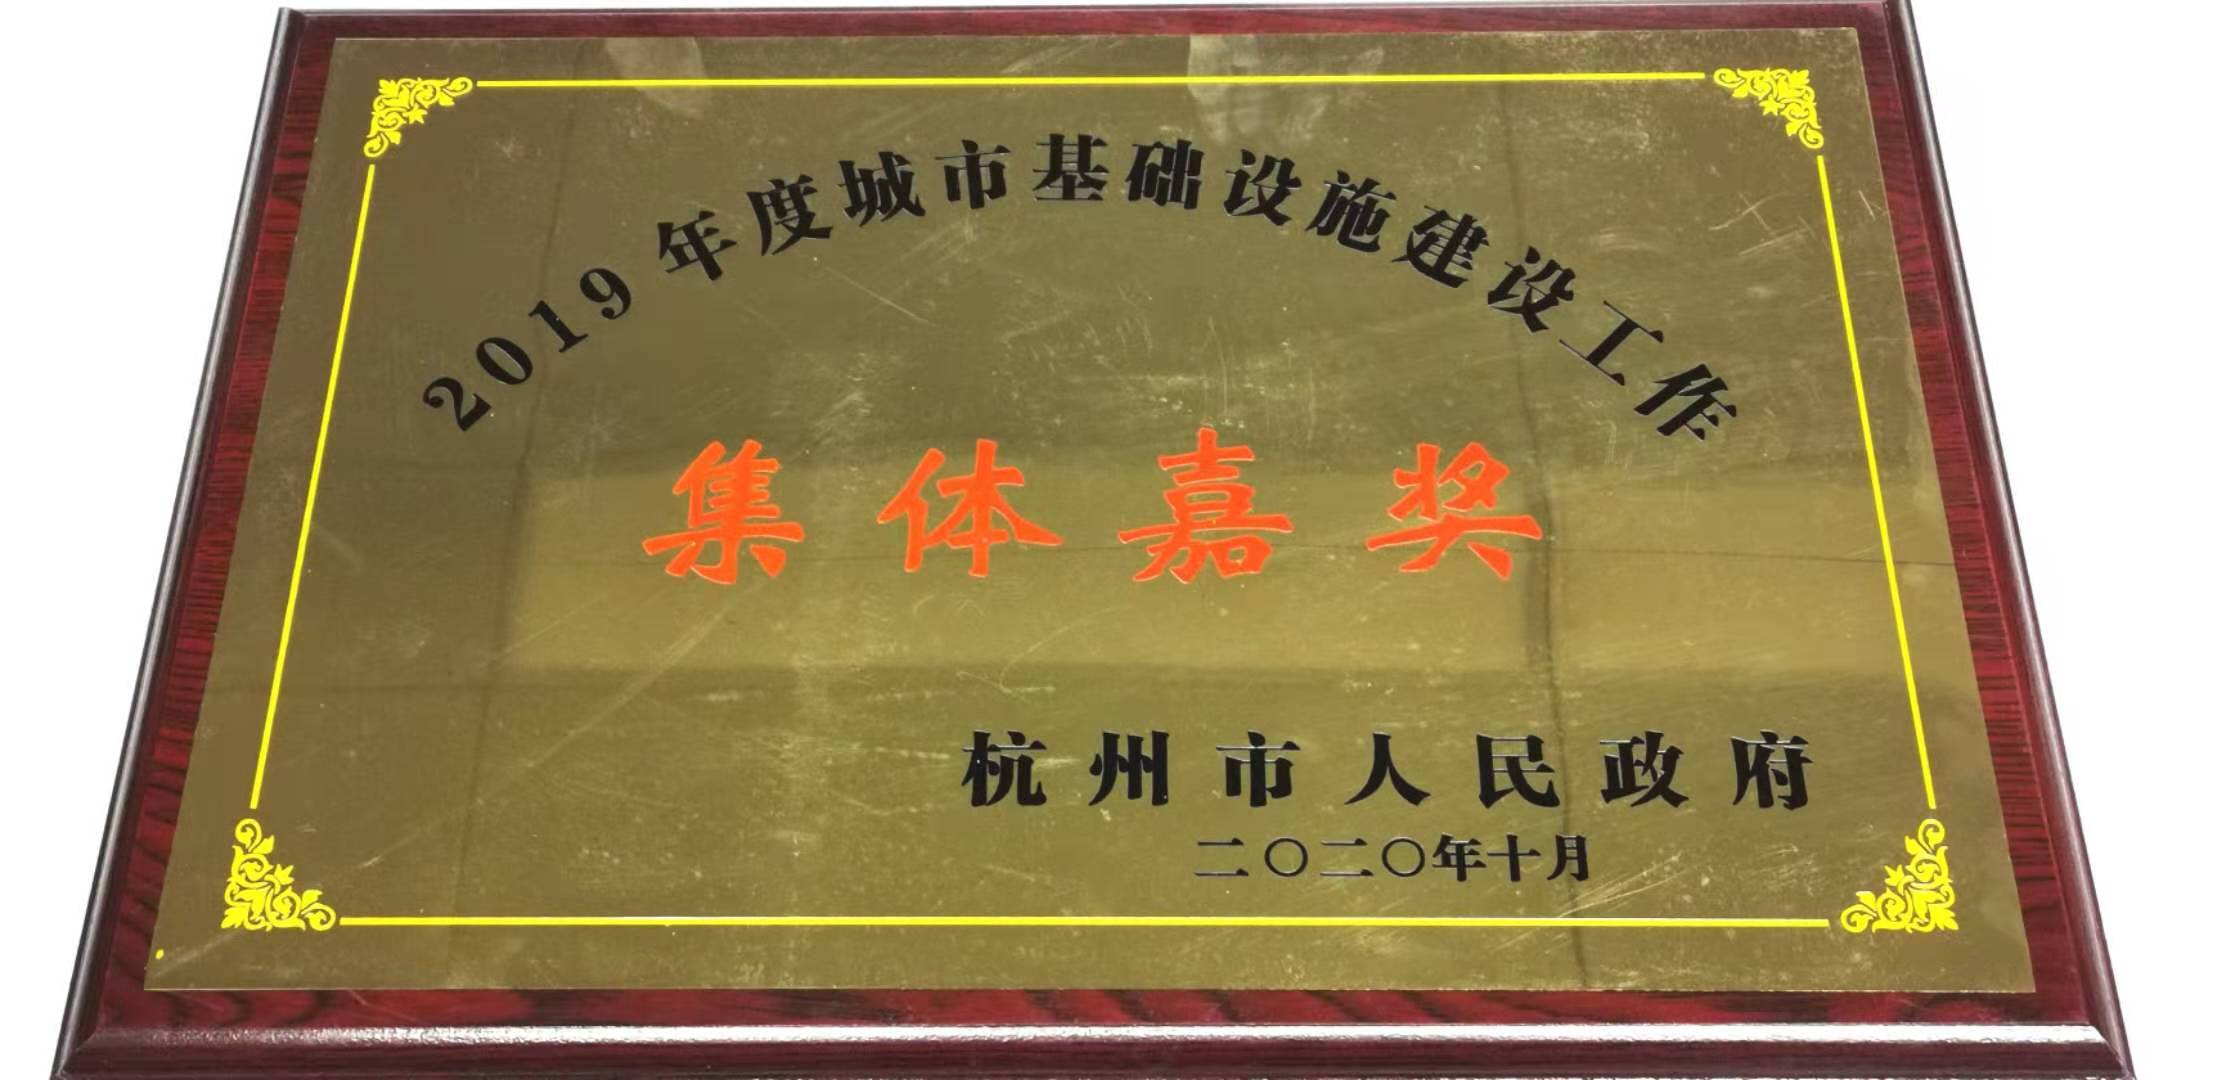 2019年度城市基础设施建设工作
集体嘉奖
杭州市人民政府
二〇二〇年十月